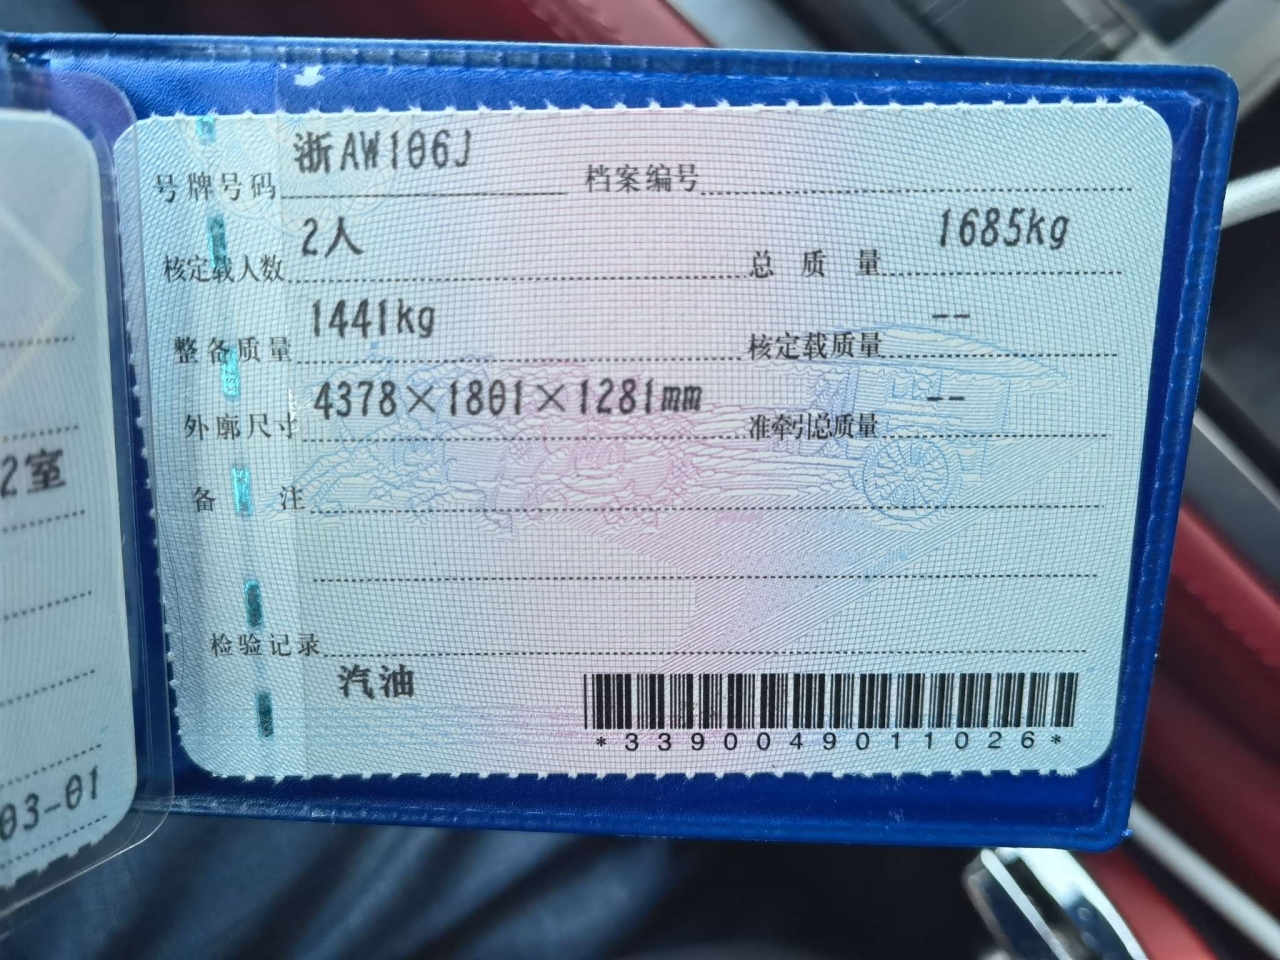 号牌号码 浙AW106J 档案编号
核定载人数 2人 总质量 1685kg
整备质量 1441kg 核定载质量 --
外廓尺寸 4378×1801×1281mm 准牵引总质量 --
备注
检验记录
汽油
*3390049011026*
2室
03-01